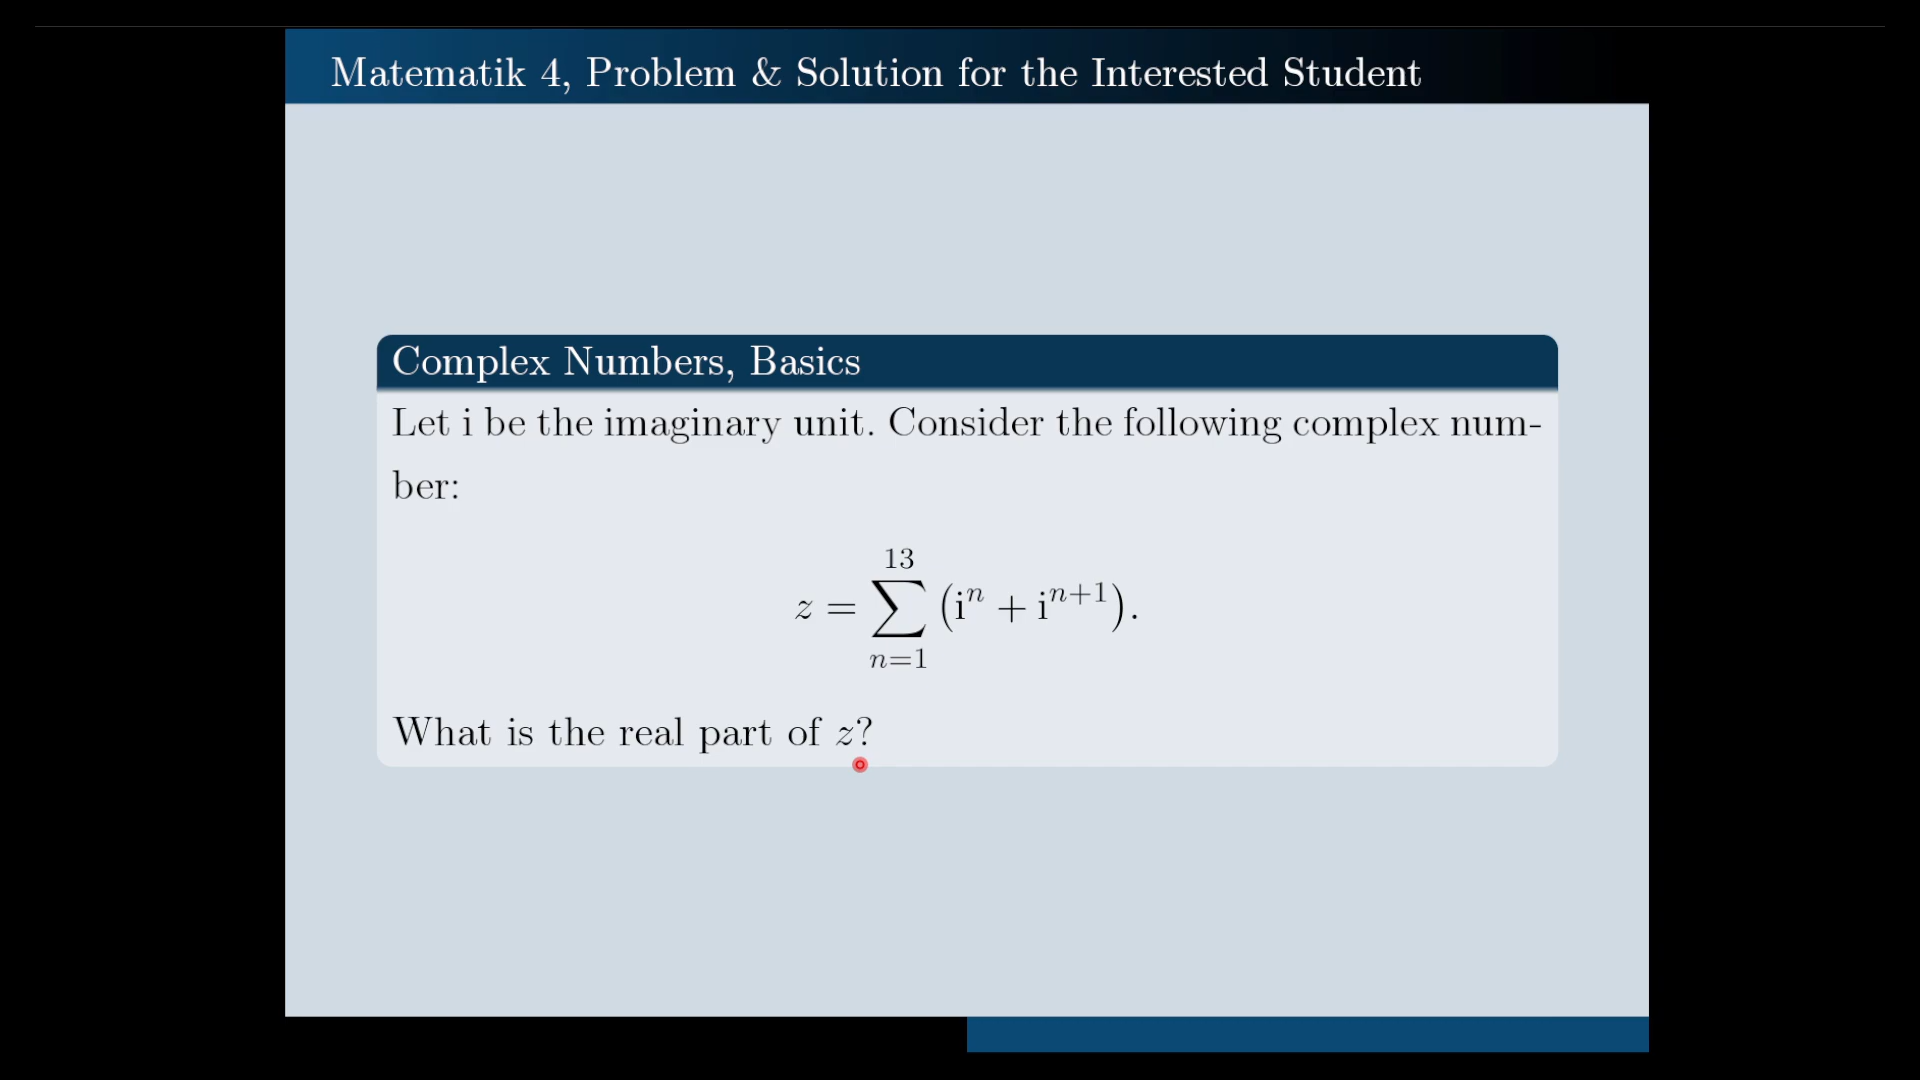 Matematik 4, Problem & Solution for the Interested Student
Complex Numbers, Basics
Let i be the imaginary unit. Consider the following complex num-
ber:
$z = \sum_{n=1}^{13} (i^n + i^{n+1}).$
What is the real part of z?